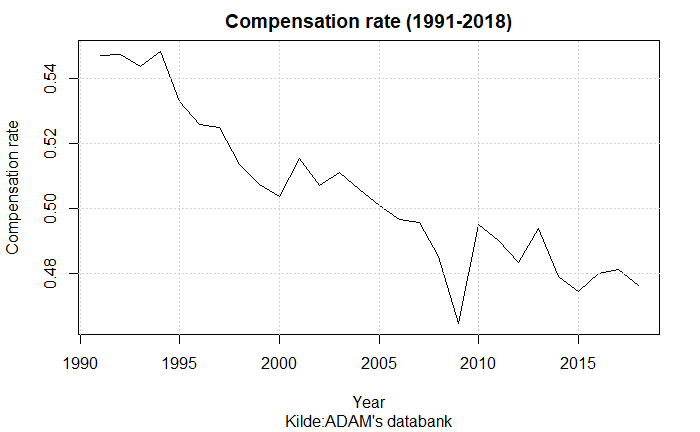 Compensation rate (1991-2018)
Compensation rate
0.54
0.52
0.50
0.48
1990 1995 2000 2005 2010 2015
Year
Kilde:ADAM's databank